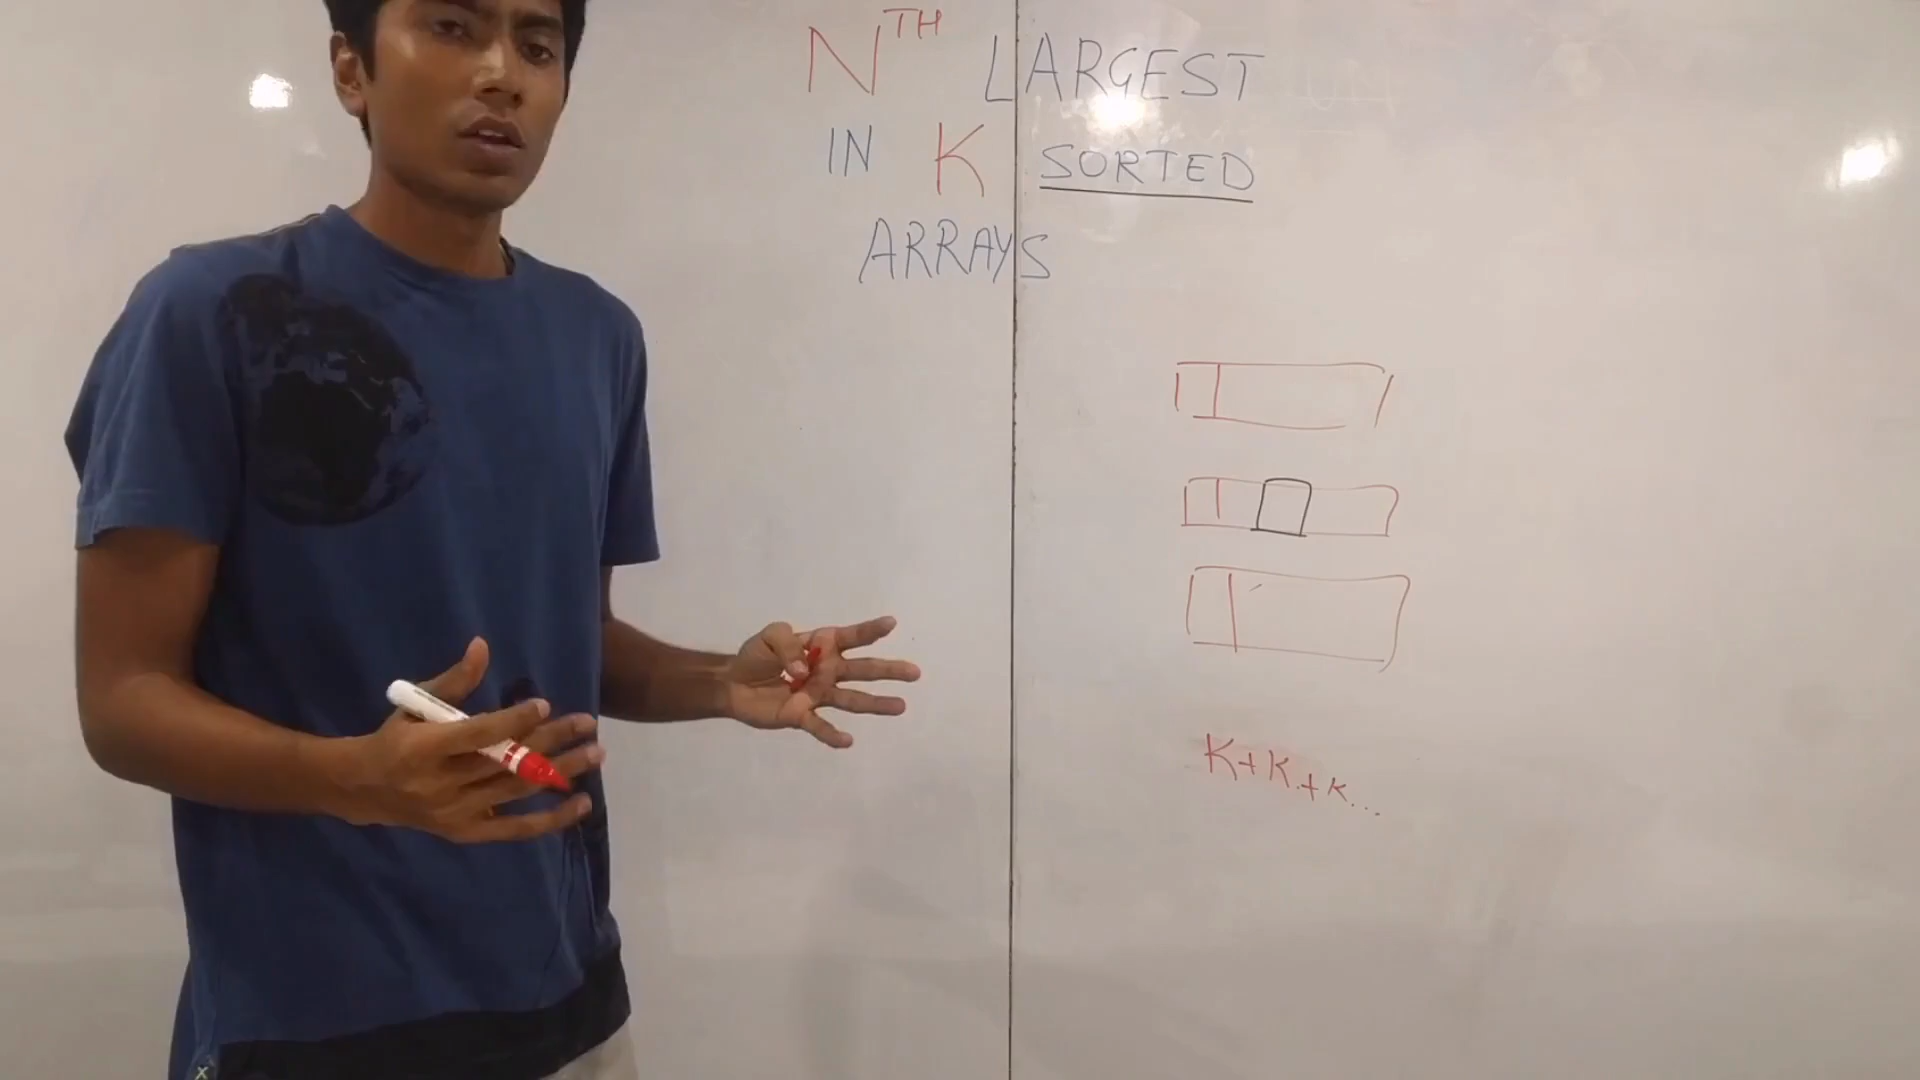 NTH LARGEST
IN K SORTED
ARRAYS
K+K+K...